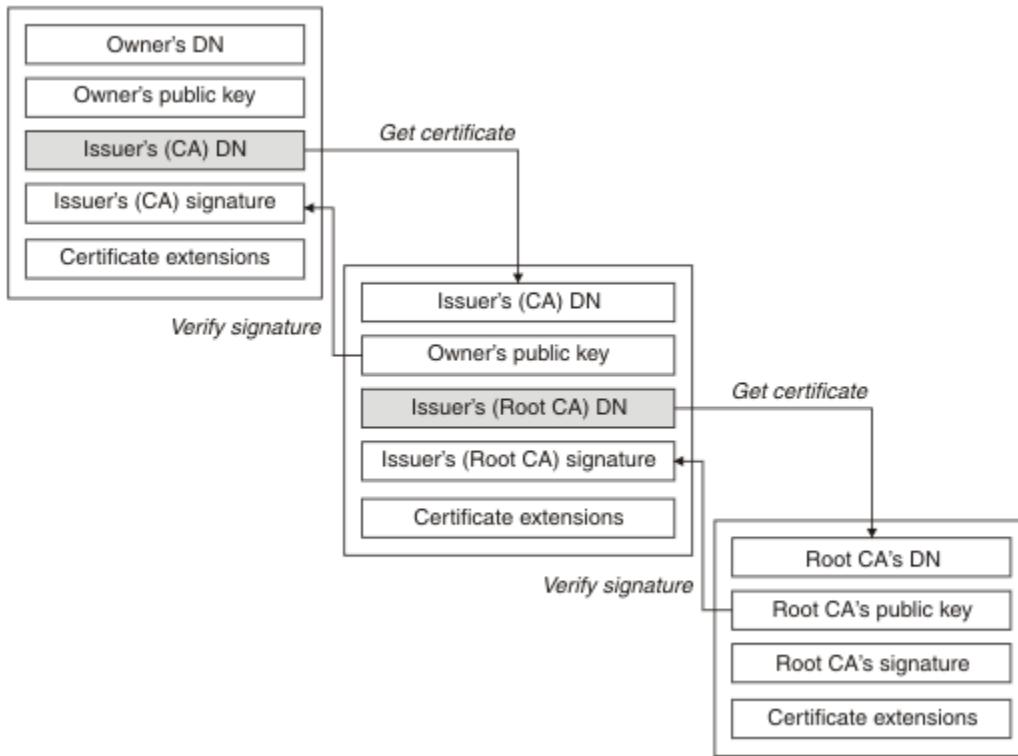 Owner's DN
Owner's public key
Issuer's (CA) DN
Issuer's (CA) signature
Certificate extensions
Get certificate
Verify signature
Issuer's (CA) DN
Owner's public key
Issuer's (Root CA) DN
Issuer's (Root CA) signature
Certificate extensions
Get certificate
Verify signature
Root CA's DN
Root CA's public key
Root CA's signature
Certificate extensions